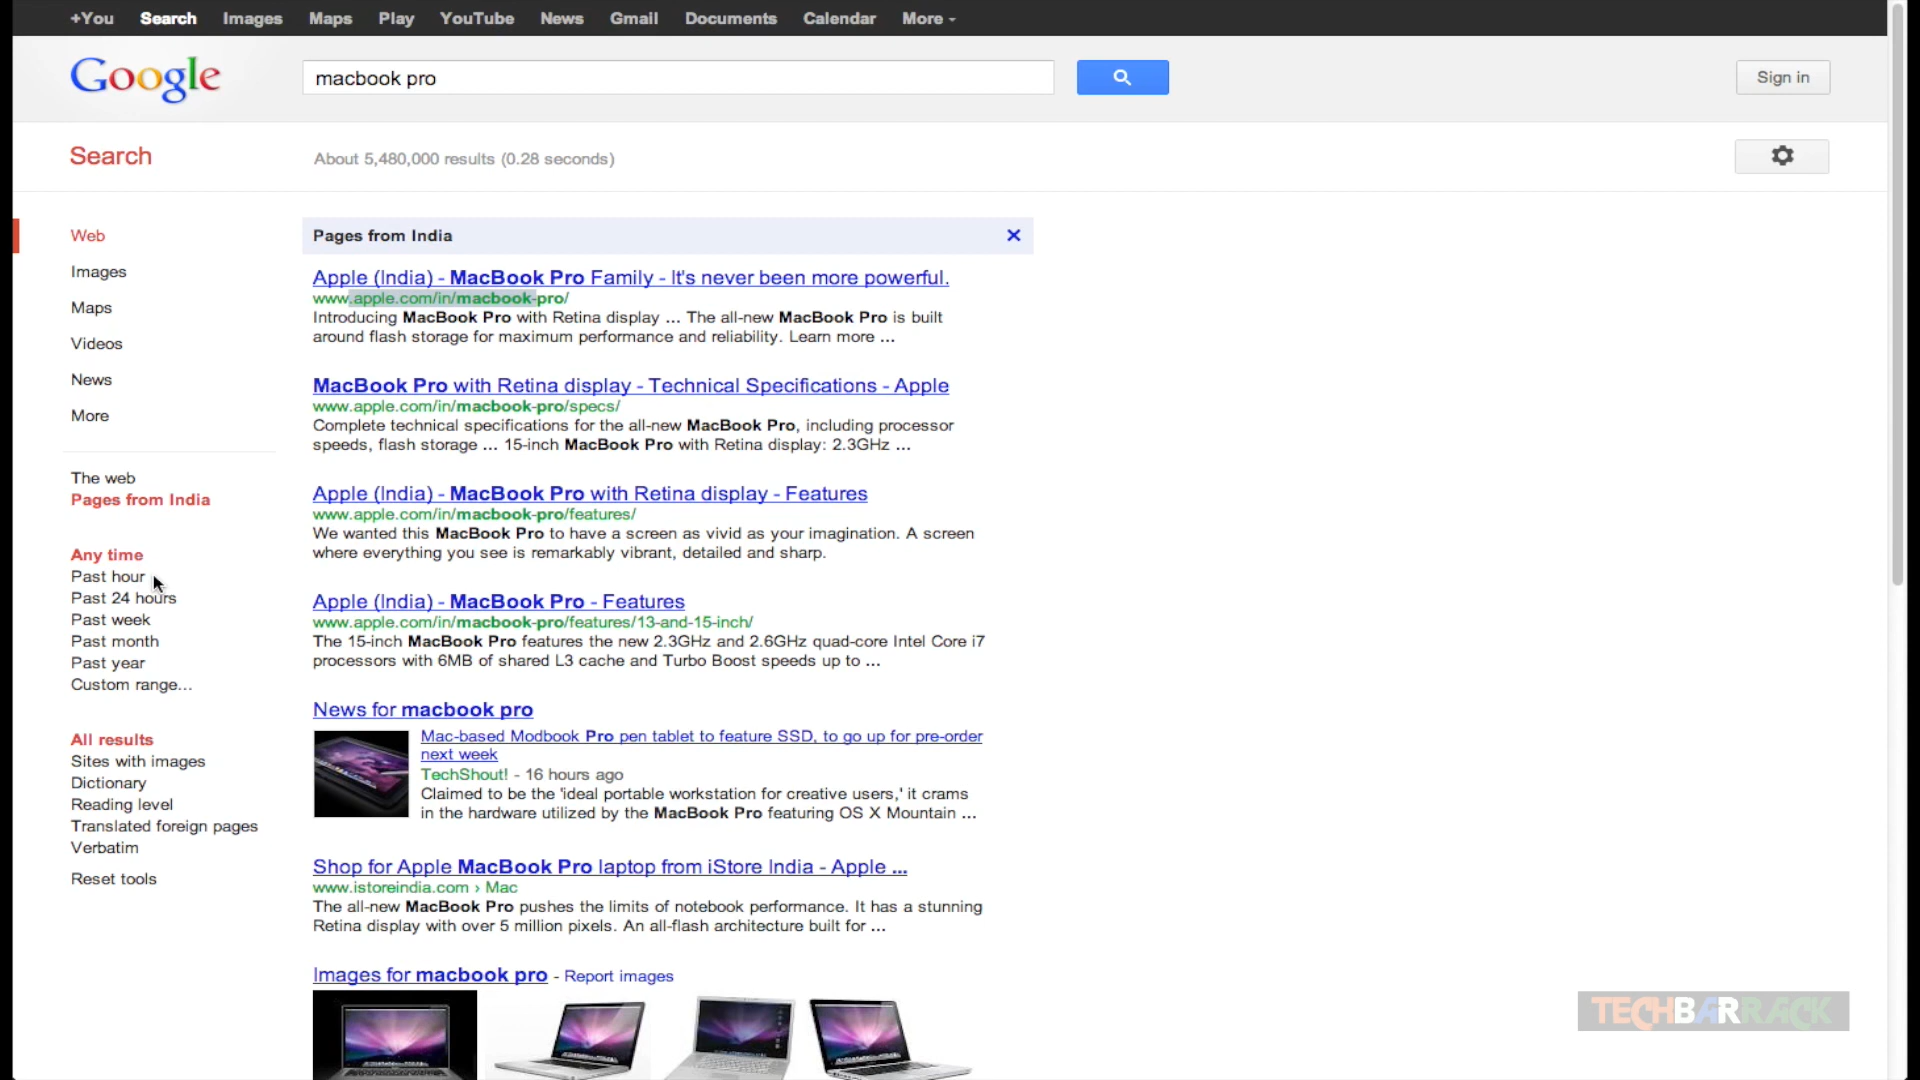 +You Search Images Maps Play YouTube News Gmail Documents Calendar More
Google
macbook pro
Sign in
Search
About 5,480,000 results (0.28 seconds)
Web
Images
Maps
Videos
News
More
The web
Pages from India
Any time
Past hour
Past 24 hours
Past week
Past month
Past year
Custom range...
All results
Sites with images
Dictionary
Reading level
Translated foreign pages
Verbatim
Reset tools
Pages from India
Apple (India) - MacBook Pro Family - It's never been more powerful.
www.apple.com/in/macbook-pro/
Introducing MacBook Pro with Retina display ... The all-new MacBook Pro is built
around flash storage for maximum performance and reliability. Learn more ...
MacBook Pro with Retina display - Technical Specifications - Apple
www.apple.com/in/macbook-pro/specs/
Complete technical specifications for the all-new MacBook Pro, including processor
speeds, flash storage ... 15-inch MacBook Pro with Retina display: 2.3GHz ...
Apple (India) - MacBook Pro with Retina display - Features
www.apple.com/in/macbook-pro/features/
We wanted this MacBook Pro to have a screen as vivid as your imagination. A screen
where everything you see is remarkably vibrant, detailed and sharp.
Apple (India) - MacBook Pro - Features
www.apple.com/in/macbook-pro/features/13-and-15-inch/
The 15-inch MacBook Pro features the new 2.3GHz and 2.6GHz quad-core Intel Core i7
processors with 6MB of shared L3 cache and Turbo Boost speeds up to ...
News for macbook pro
Mac-based Modbook Pro pen tablet to feature SSD, to go up for pre-order
next week
TechShout! - 16 hours ago
Claimed to be the 'ideal portable workstation for creative users,' it crams
in the hardware utilized by the MacBook Pro featuring OS X Mountain ...
Shop for Apple MacBook Pro laptop from iStore India - Apple ...
www.istoreindia.com › Mac
The all-new MacBook Pro pushes the limits of notebook performance. It has a stunning
Retina display with over 5 million pixels. An all-flash architecture built for ...
Images for macbook pro - Report images
TECHBARRACK